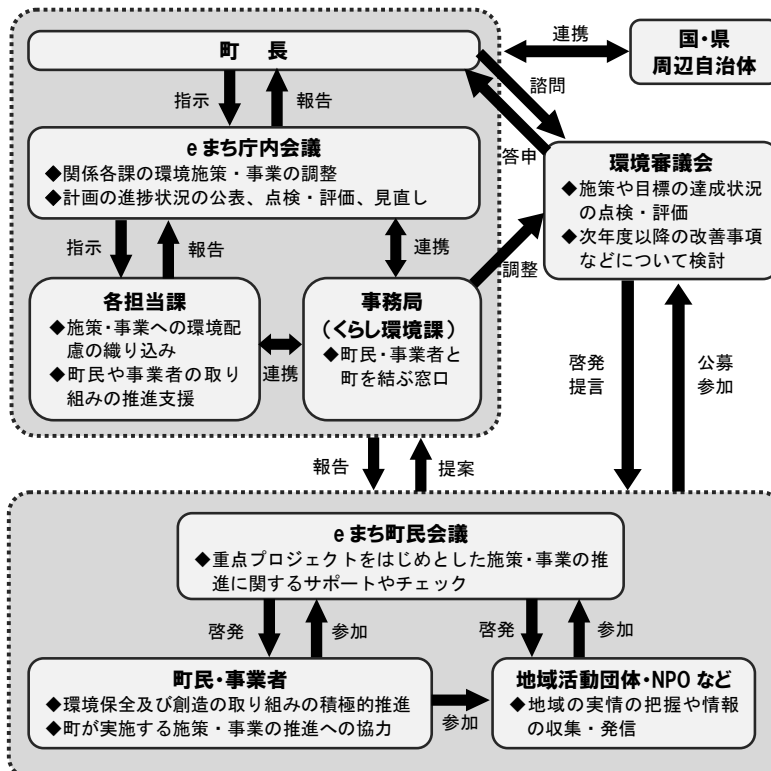 町　長
連携
国・県
周辺自治体
指示
報告
諮問
答申
eまち庁内会議
◆関係各課の環境施策・事業の調整
◆計画の進捗状況の公表、点検・評価、見直し
環境審議会
◆施策や目標の達成状況
の点検・評価
◆次年度以降の改善事項
などについて検討
指示
報告
連携
調整
各担当課
◆施策・事業への環境配
慮の織り込み
◆町民や事業者の取り
組みの推進支援
連携
事務局
（くらし環境課）
◆町民・事業者と
町を結ぶ窓口
啓発
提言
公募
参加
報告
提案
eまち町民会議
◆重点プロジェクトをはじめとした施策・事業の推
進に関するサポートやチェック
啓発
参加
啓発
参加
町民・事業者
◆環境保全及び創造の取り組みの積極的推進
◆町が実施する施策・事業の推進への協力
参加
地域活動団体・NPOなど
◆地域の実情の把握や情報
の収集・発信